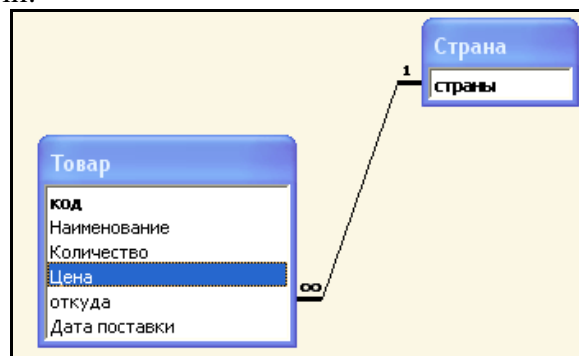 Страна
1
страны
Товар
код
Наименование
Количество
Цена
откуда
∞
Дата поставки